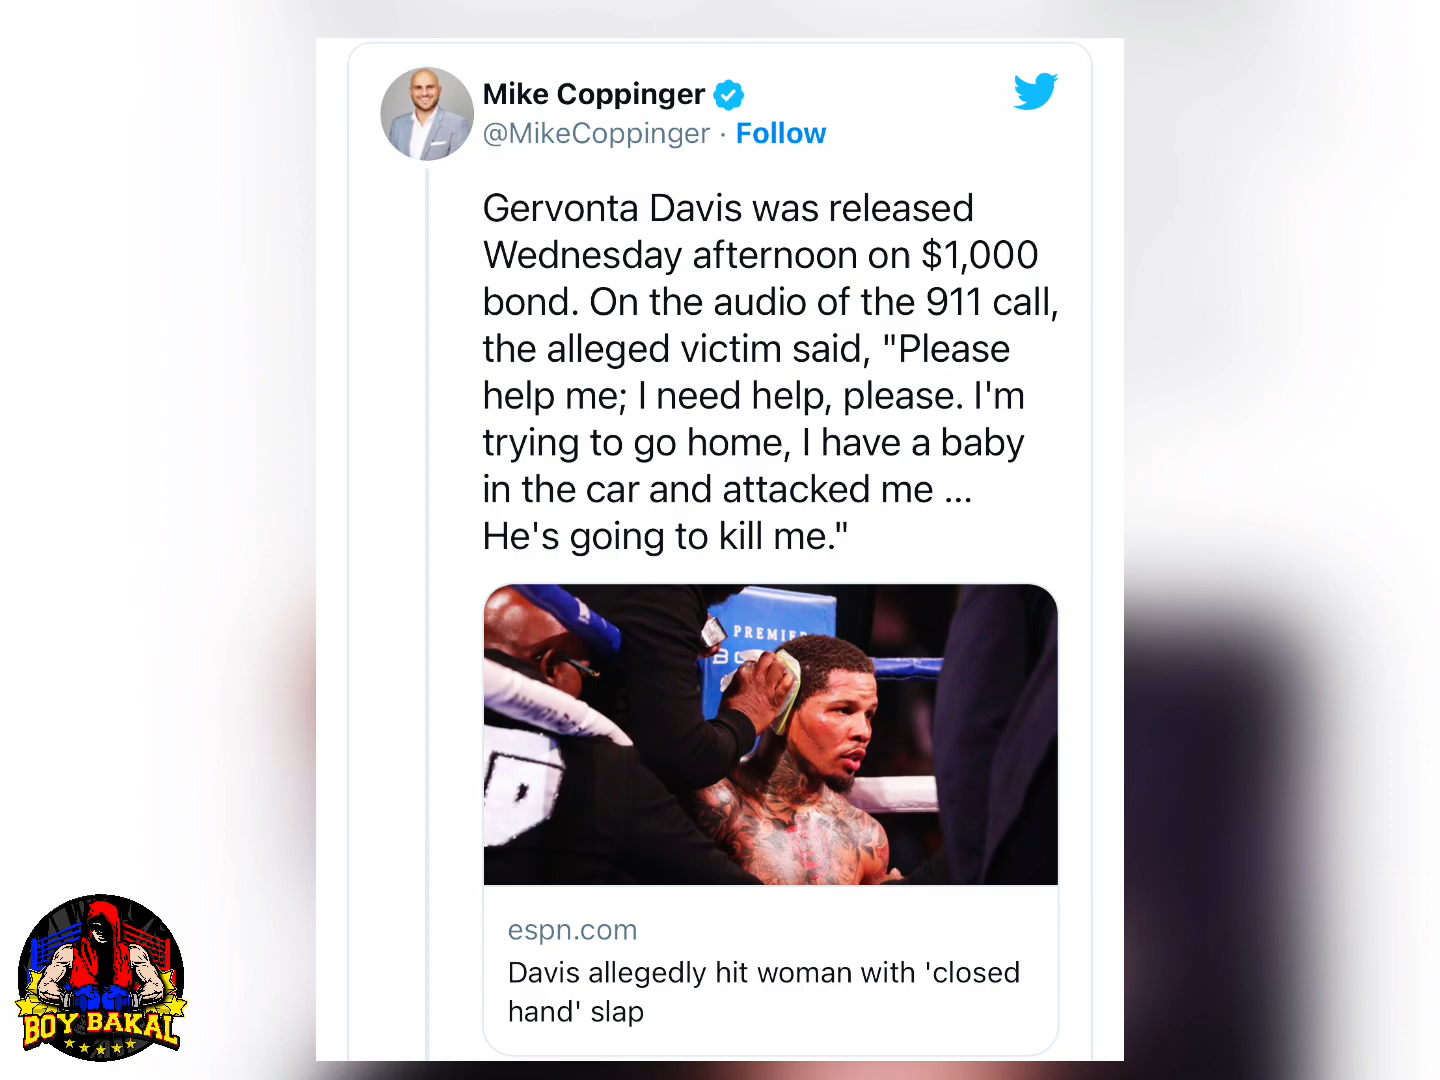 Mike Coppinger
@MikeCoppinger · Follow
Gervonta Davis was released
Wednesday afternoon on $1,000
bond. On the audio of the 911 call,
the alleged victim said, "Please
help me; I need help, please. I'm
trying to go home, I have a baby
in the car and attacked me ...
He's going to kill me."
PREMIER
espn.com
Davis allegedly hit woman with 'closed
hand' slap
BOY BAKAL